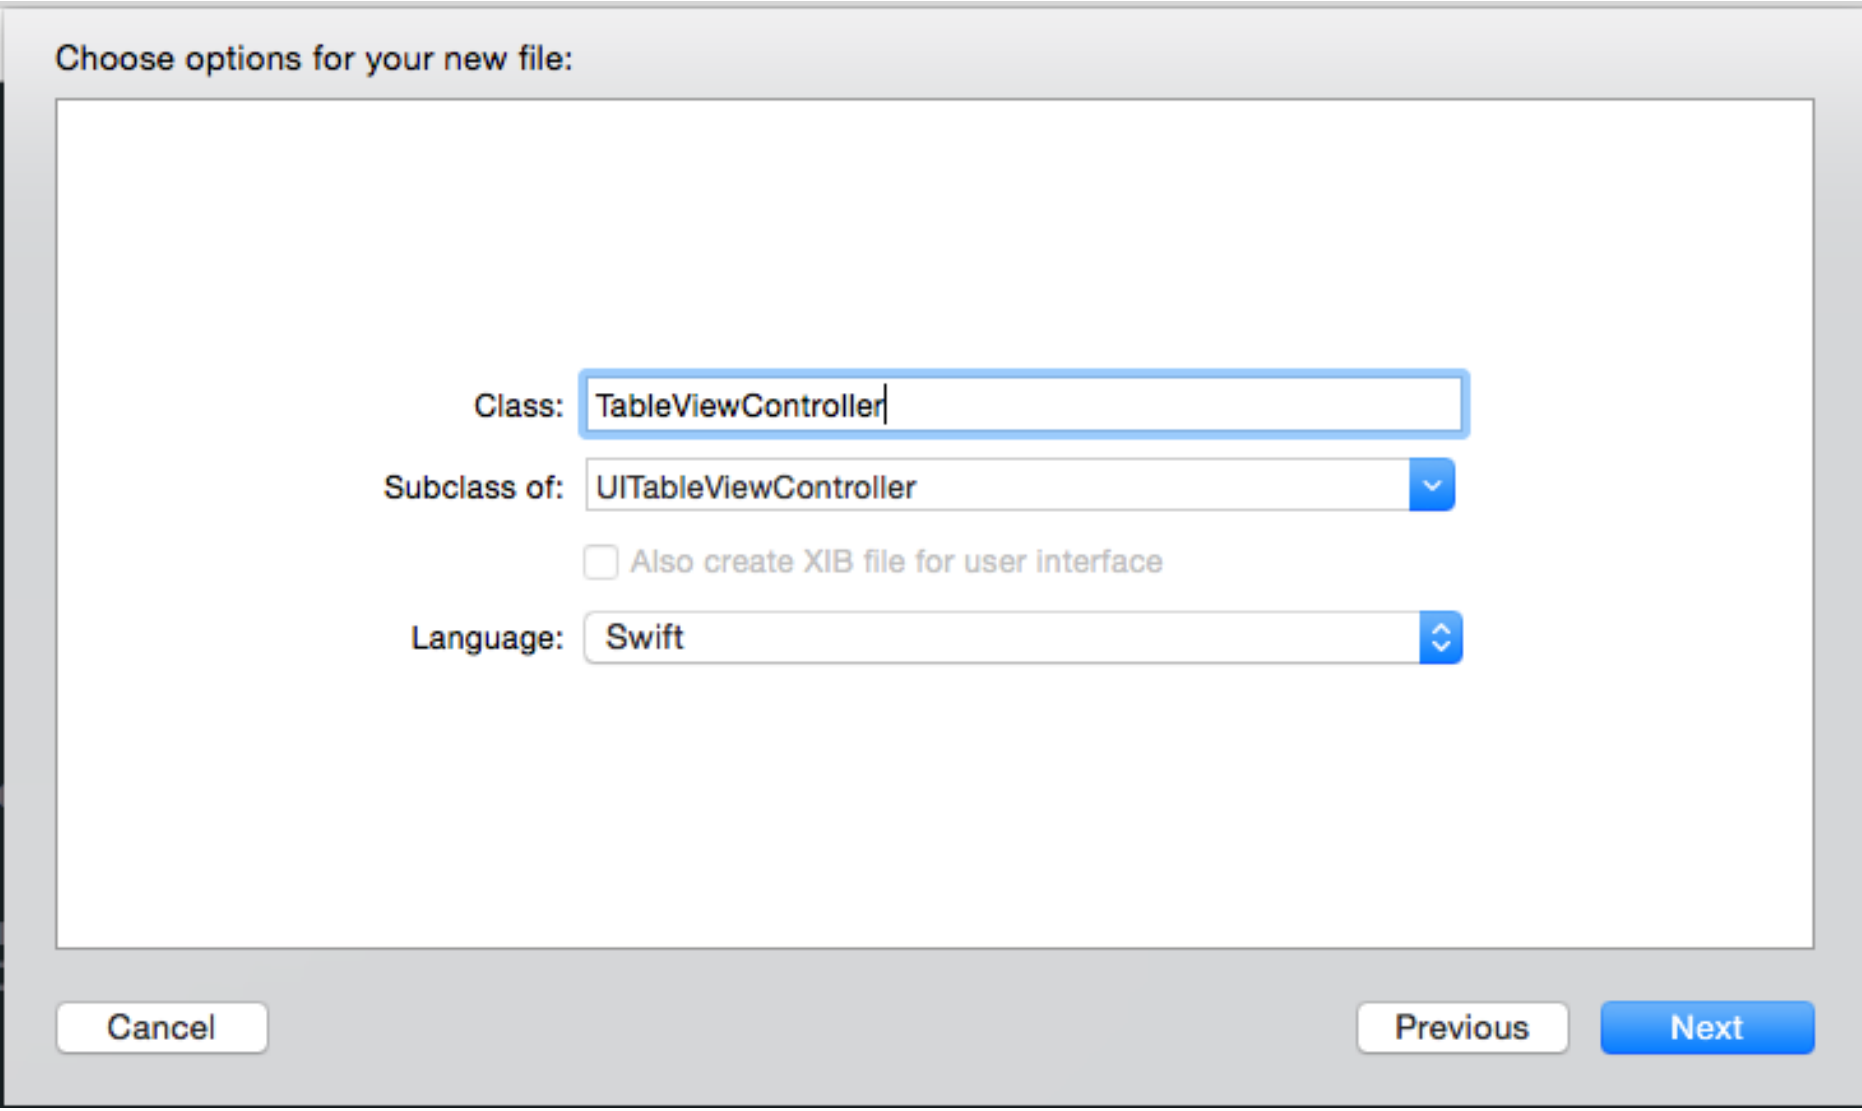 Choose options for your new file:
Class: TableViewController
Subclass of: UITableViewController
Also create XIB file for user interface
Language: Swift
Cancel Previous Next